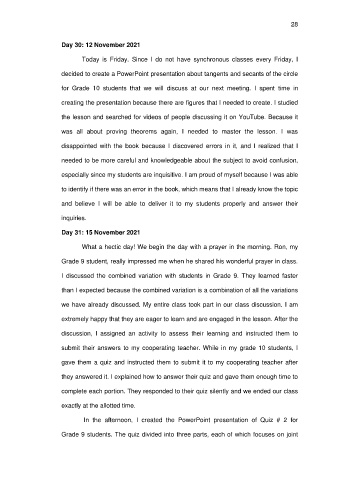 28
Day 30: 12 November 2021
Today is Friday. Since I do not have synchronous classes every Friday, I
decided to create a PowerPoint presentation about tangents and secants of the circle
for Grade 10 students that we will discuss at our next meeting. I spent time in
creating the presentation because there are figures that I needed to create. I studied
the lesson and searched for videos of people discussing it on YouTube. Because it
was all about proving theorems again, I needed to master the lesson. I was
disappointed with the book because I discovered errors in it, and I realized that I
needed to be more careful and knowledgeable about the subject to avoid confusion,
especially since my students are inquisitive. I am proud of myself because I was able
to identify if there was an error in the book, which means that I already know the topic
and believe I will be able to deliver it to my students properly and answer their
inquiries.
Day 31: 15 November 2021
What a hectic day! We begin the day with a prayer in the morning. Ron, my
Grade 9 student, really impressed me when he shared his wonderful prayer in class.
I discussed the combined variation with students in Grade 9. They learned faster
than I expected because the combined variation is a combination of all the variations
we have already discussed. My entire class took part in our class discussion. I am
extremely happy that they are eager to learn and are engaged in the lesson. After the
discussion, I assigned an activity to assess their learning and instructed them to
submit their answers to my cooperating teacher. While in my grade 10 students, I
gave them a quiz and instructed them to submit it to my cooperating teacher after
they answered it. I explained how to answer their quiz and gave them enough time to
complete each portion. They responded to their quiz silently and we ended our class
exactly at the allotted time.
In the afternoon, I created the PowerPoint presentation of Quiz # 2 for
Grade 9 students. The quiz divided into three parts, each of which focuses on joint